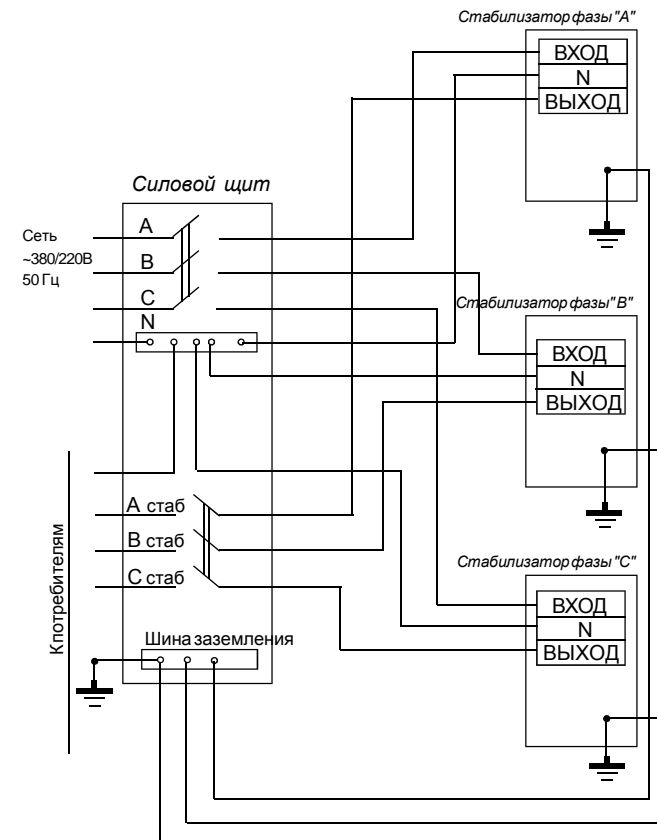 Стабилизатор фазы "А"
ВХОД
N
ВЫХОД
Силовой щит
Сеть
~380/220В
50 Гц
A
B
C
N
Стабилизатор фазы "В"
ВХОД
N
ВЫХОД
А стаб
В стаб
С стаб
К потребителям
Стабилизатор фазы "С"
ВХОД
N
ВЫХОД
Шина заземления